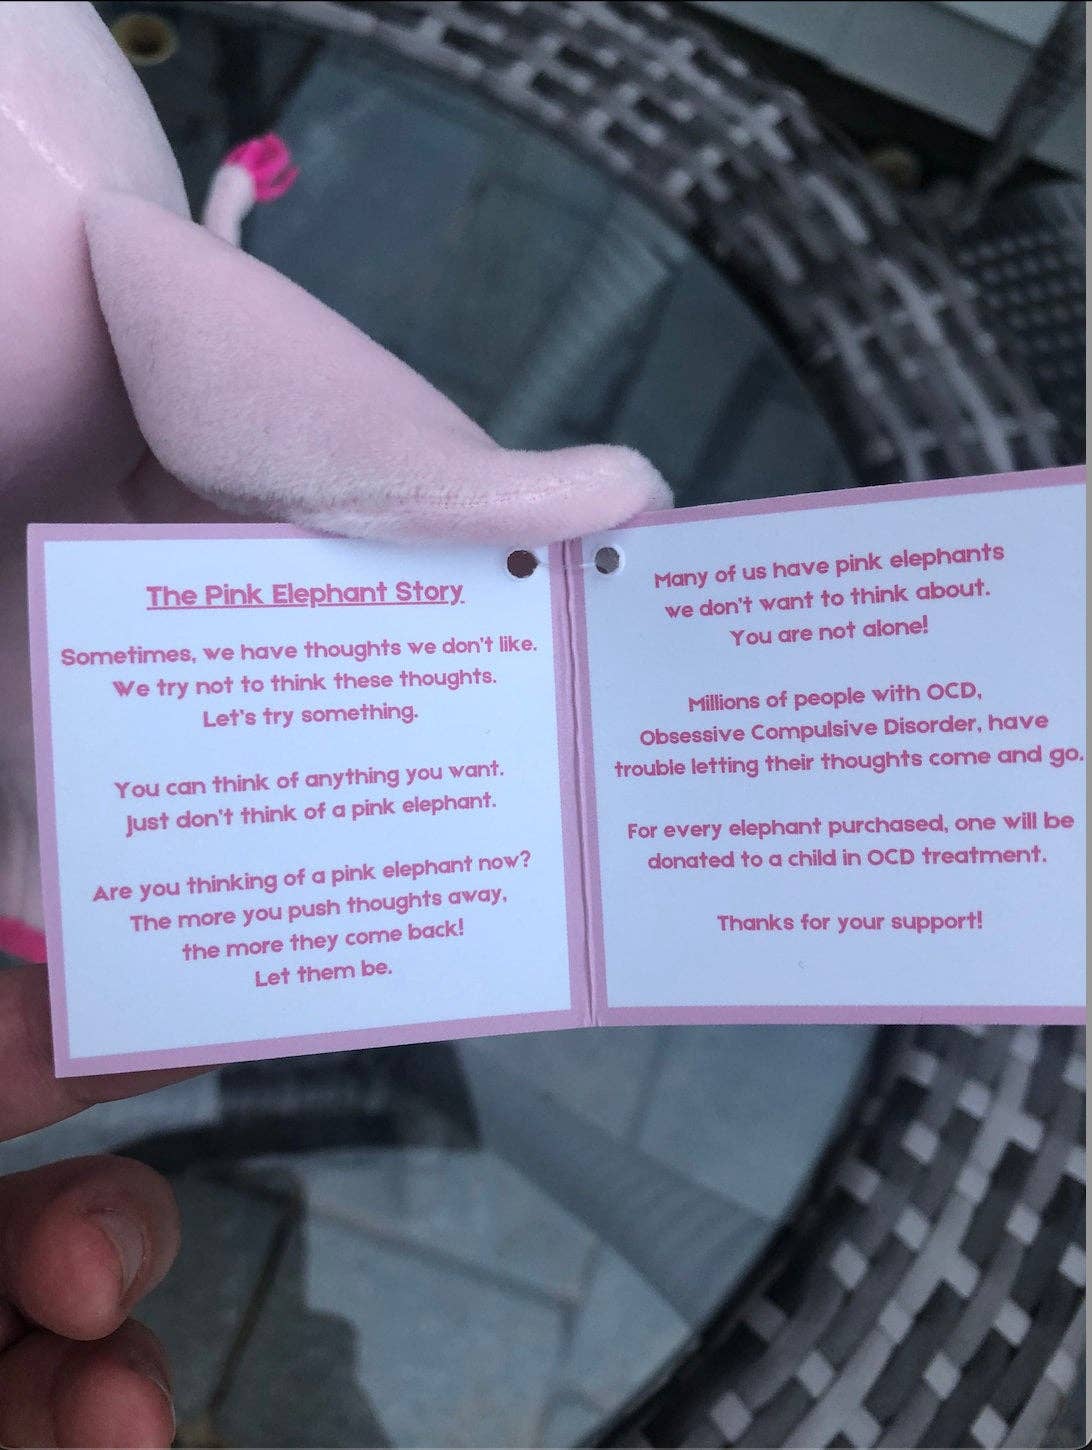 The Pink Elephant Story
Sometimes, we have thoughts we don't like.
We try not to think these thoughts.
Let's try something.
You can think of anything you want.
Just don't think of a pink elephant.
Are you thinking of a pink elephant now?
The more you push thoughts away,
the more they come back!
Let them be.
Many of us have pink elephants
we don't want to think about.
You are not alone!
Millions of people with OCD,
Obsessive Compulsive Disorder, have
trouble letting their thoughts come and go.
For every elephant purchased, one will be
donated to a child in OCD treatment.
Thanks for your support!